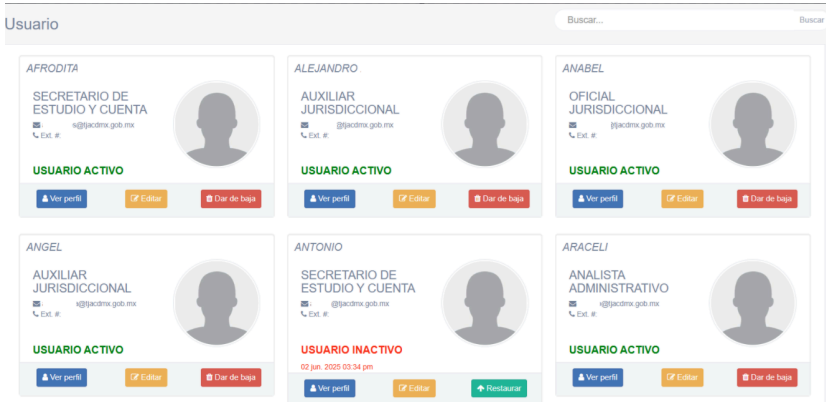 Usuario
Buscar...
Buscar
AFRODITA
SECRETARIO DE
ESTUDIO Y CUENTA
s@tjacdmx.gob.mx
Ext. #:
USUARIO ACTIVO
Ver perfil
Editar
Dar de baja
ALEJANDRO
AUXILIAR
JURISDICCIONAL
@tjacdmx.gob.mx
Ext. #:
USUARIO ACTIVO
Ver perfil
Editar
Dar de baja
ANABEL
OFICIAL
JURISDICCIONAL
tjacdmx.gob.mx
Ext. #:
USUARIO ACTIVO
Ver perfil
Editar
Dar de baja
ANGEL
AUXILIAR
JURISDICCIONAL
@tjacdmx.gob.mx
Ext. #:
USUARIO ACTIVO
Ver perfil
Editar
Dar de baja
ANTONIO
SECRETARIO DE
ESTUDIO Y CUENTA
@tjacdmx.gob.mx
Ext. #:
USUARIO INACTIVO
02 jun. 2025 03:34 pm
Ver perfil
Editar
Restaurar
ARACELI
ANALISTA
ADMINISTRATIVO
@tjacdmx.gob.mx
Ext. #:
USUARIO ACTIVO
Ver perfil
Editar
Dar de baja